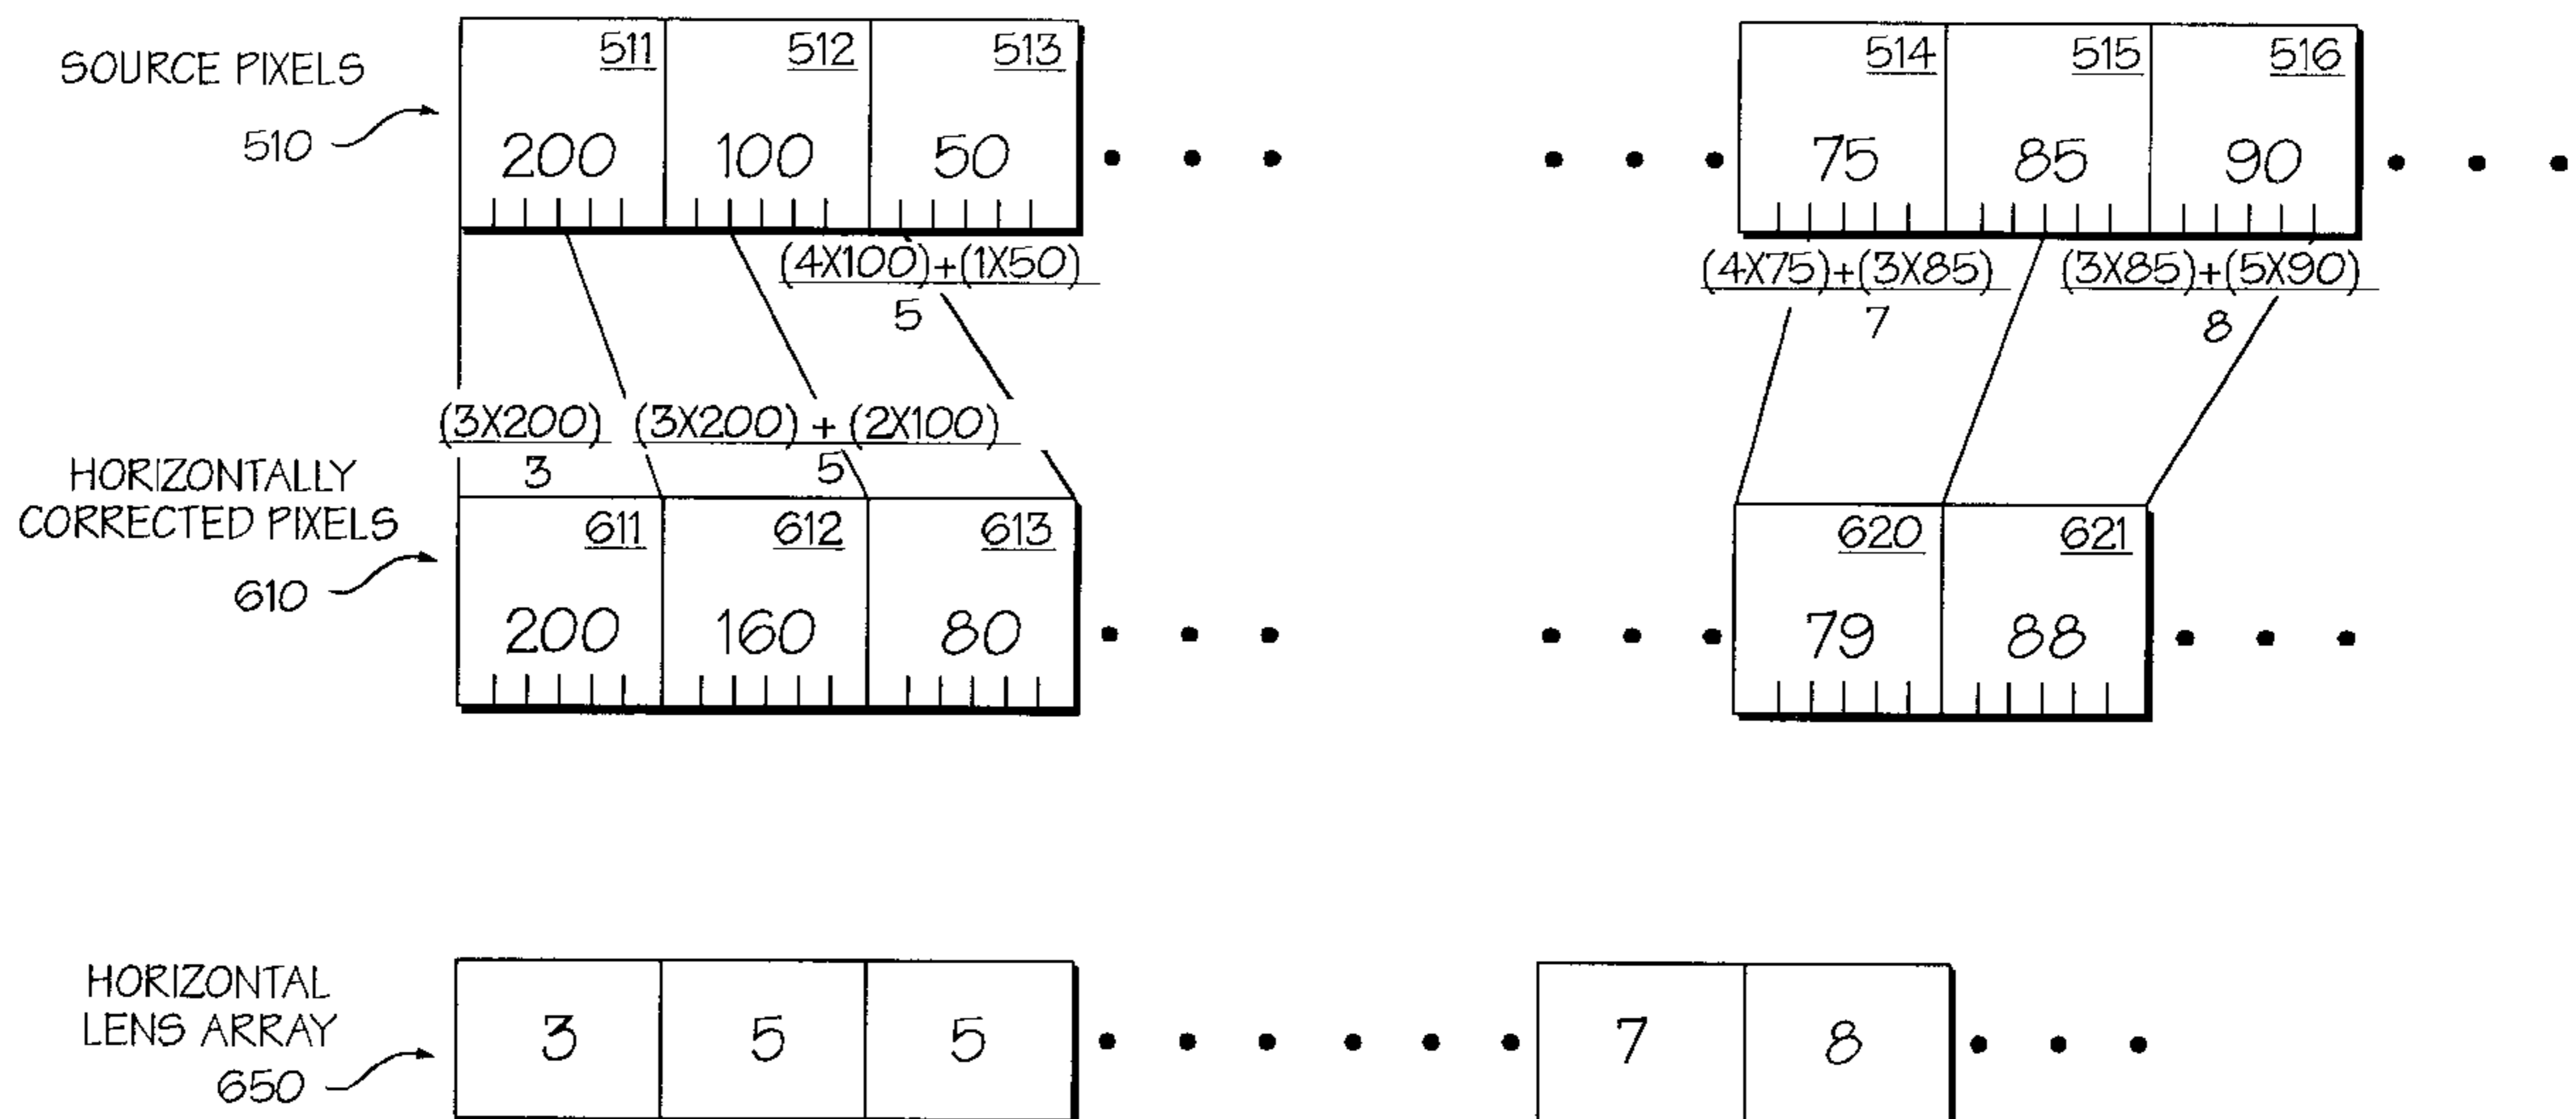 SOURCE PIXELS
510
511 512 513 514 515 516
200 100 50 75 85 90
(4X100)+(1X50) (4X75)+(3X85) (3X85)+(5X90)
5 7 8
(3X200) (3X200) + (2X100)
3 5
HORIZONTALLY
CORRECTED PIXELS
610
611 612 613 620 621
200 160 80 79 88
HORIZONTAL
LENS ARRAY
650
3 5 5 7 8